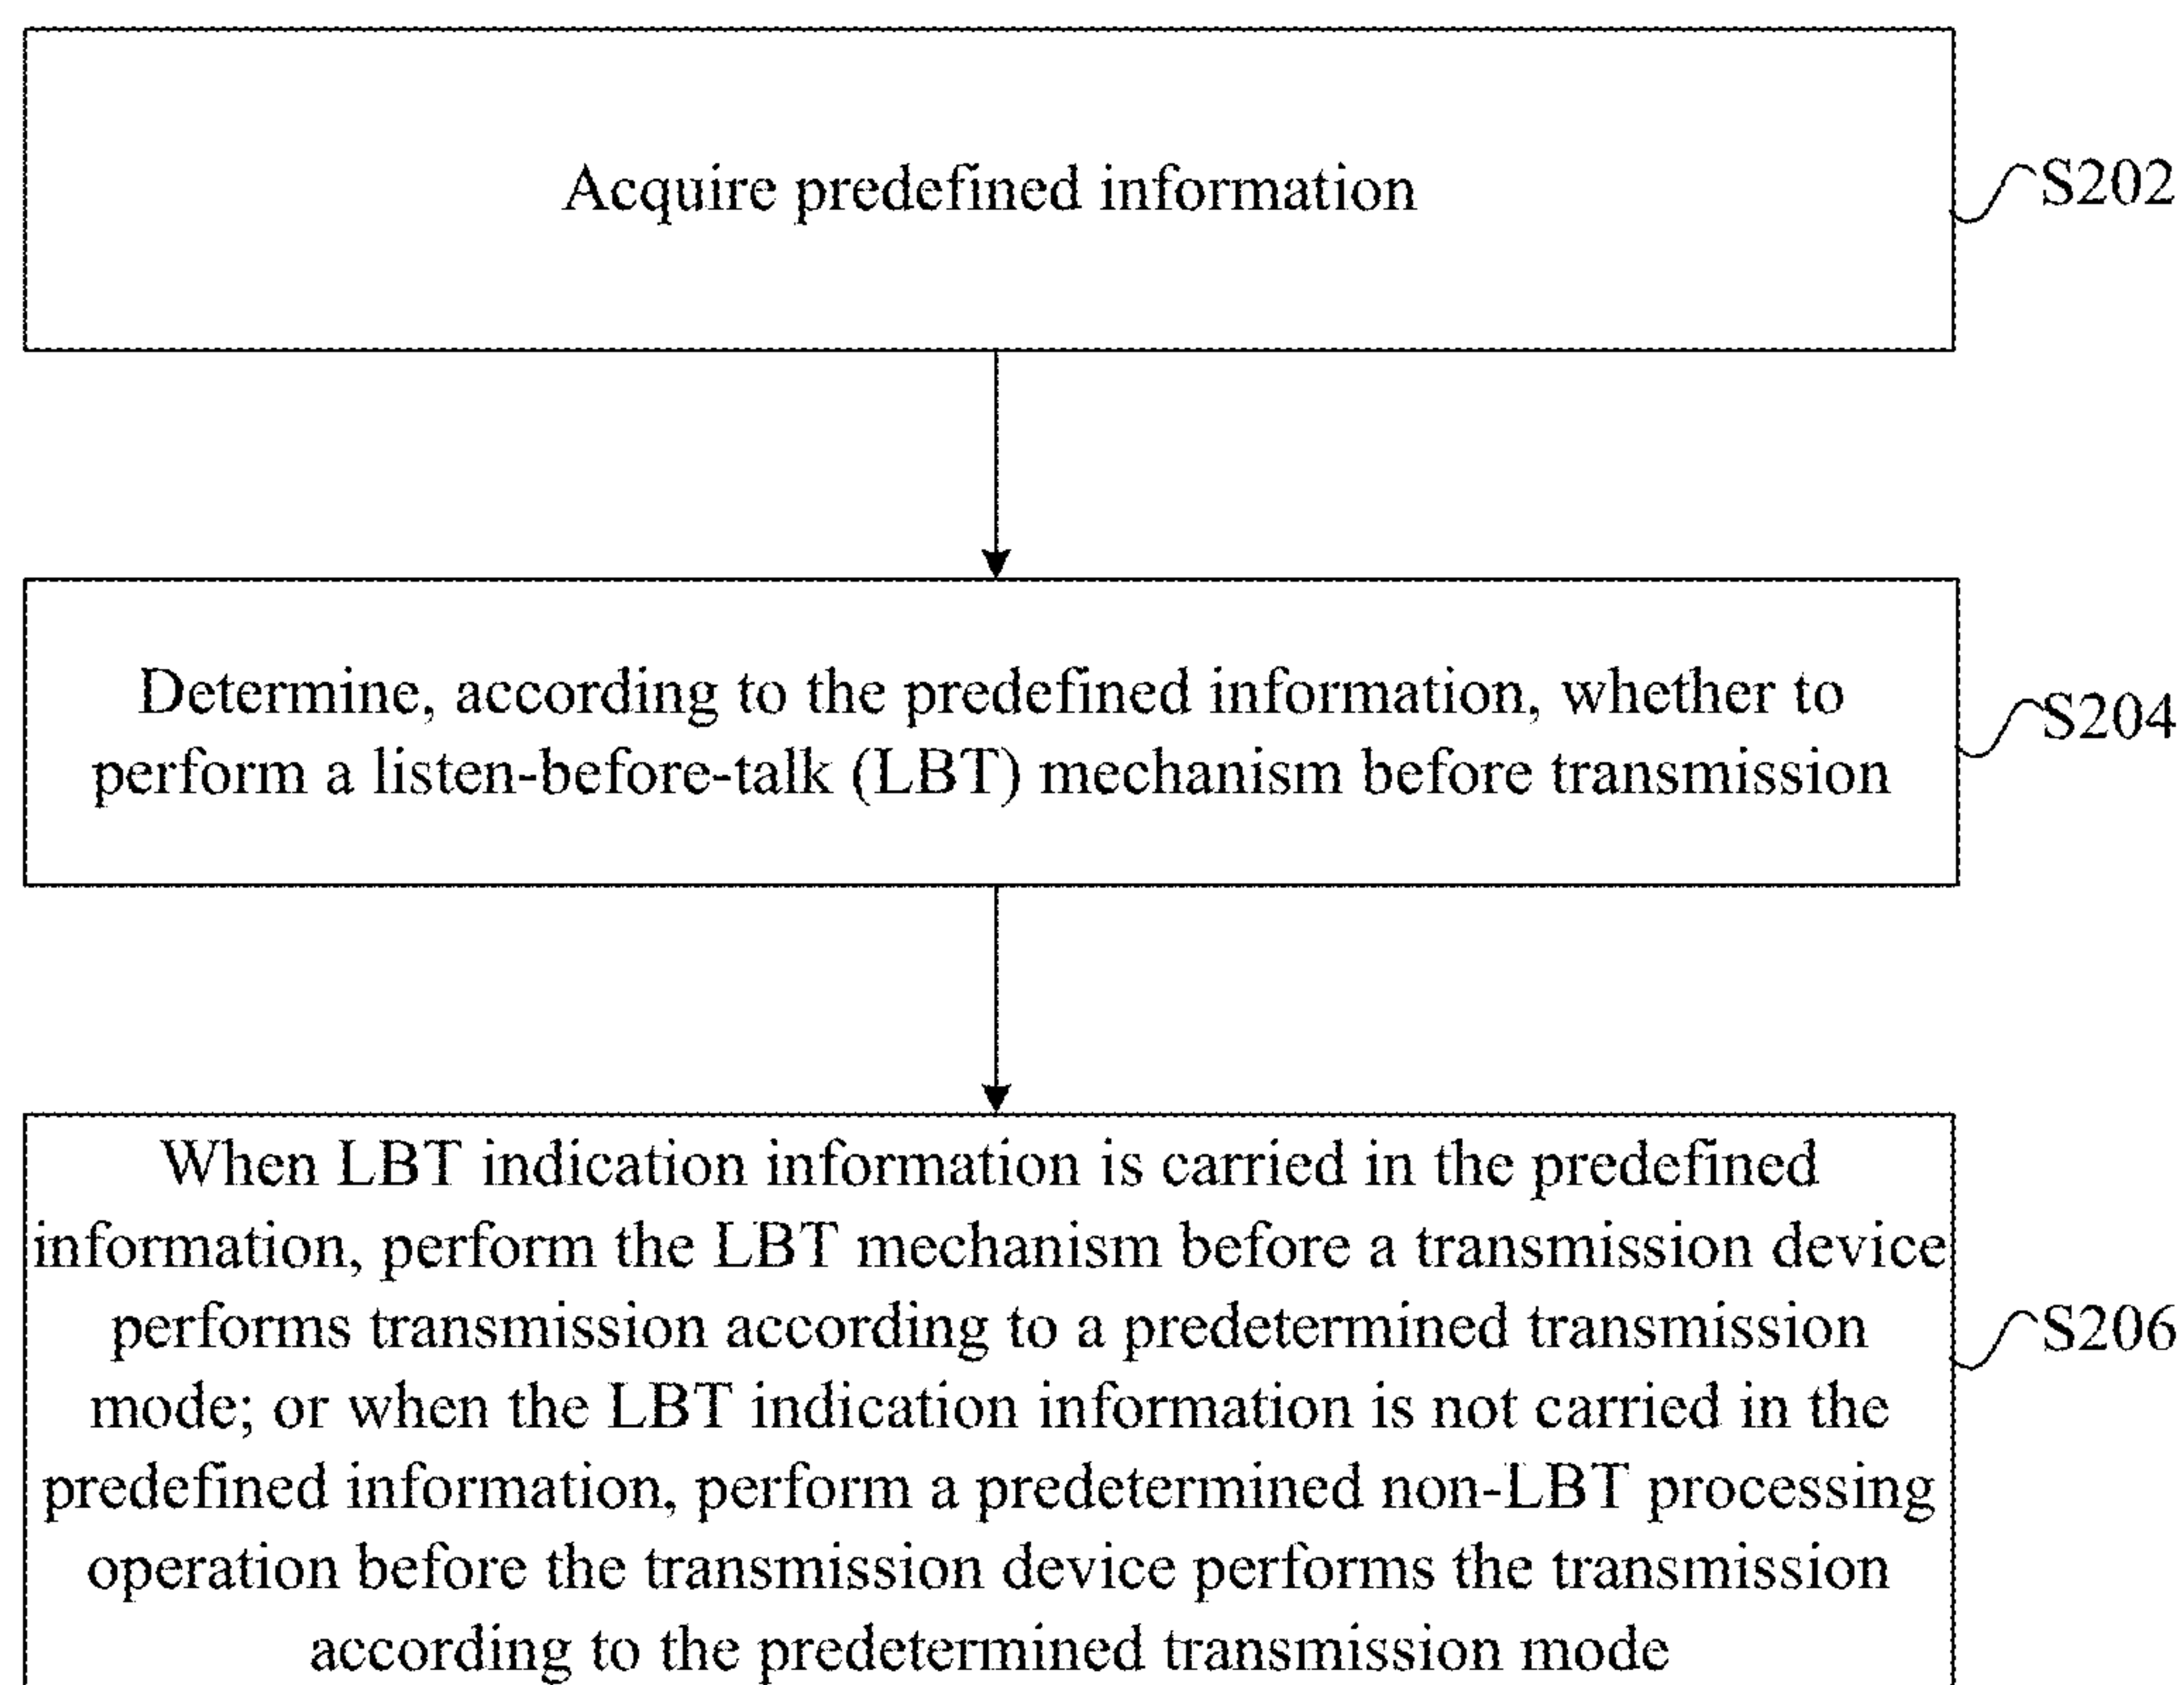 Acquire predefined information
S202
Determine, according to the predefined information, whether to
perform a listen-before-talk (LBT) mechanism before transmission
S204
When LBT indication information is carried in the predefined
information, perform the LBT mechanism before a transmission device
performs transmission according to a predetermined transmission
mode; or when the LBT indication information is not carried in the
predefined information, perform a predetermined non-LBT processing
operation before the transmission device performs the transmission
according to the predetermined transmission mode
S206